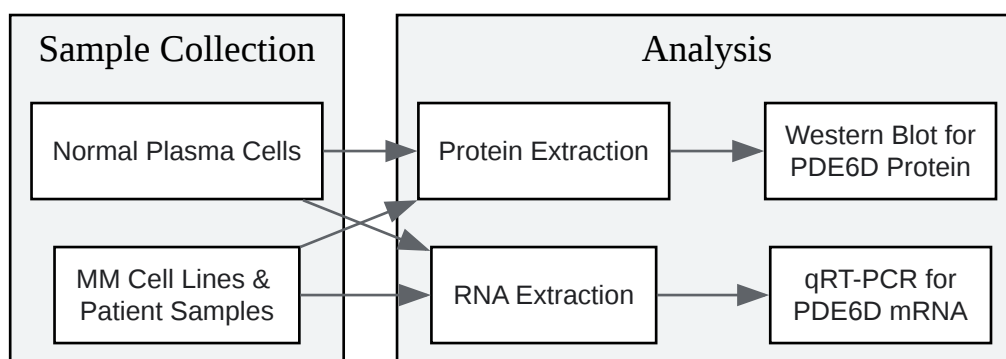 Sample Collection
Analysis
Normal Plasma Cells
Protein Extraction
Western Blot for
PDE6D Protein
MM Cell Lines &
Patient Samples
RNA Extraction
qRT-PCR for
PDE6D mRNA